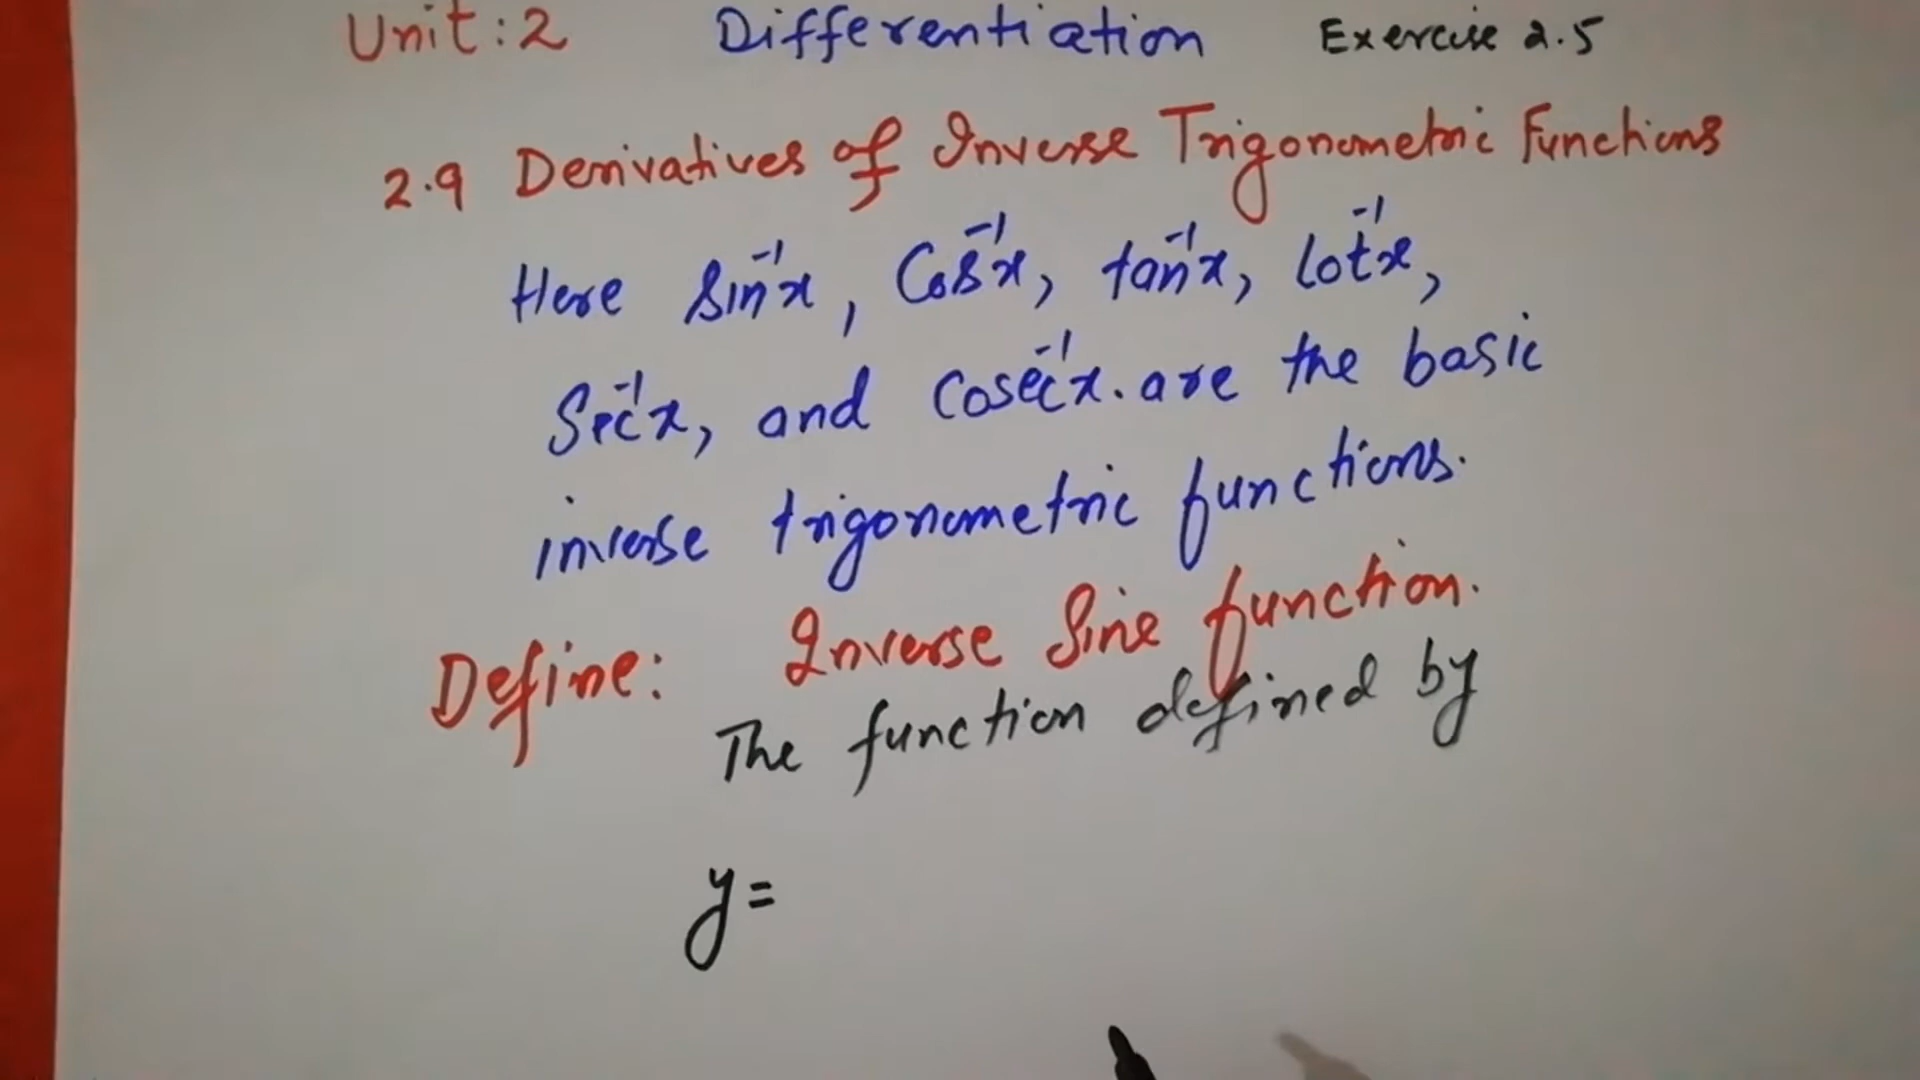 Unit: 2 Differentiation Exercise 2.5
2.9 Derivatives of Inverse Trigonometric Functions
Here Sin⁻¹x, Cos⁻¹x, tan⁻¹x, Cot⁻¹x,
Sec⁻¹x, and Cosec⁻¹x. are the basic
inverse trigonometric functions.
Define: Inverse Sine function.
The function defined by
y=